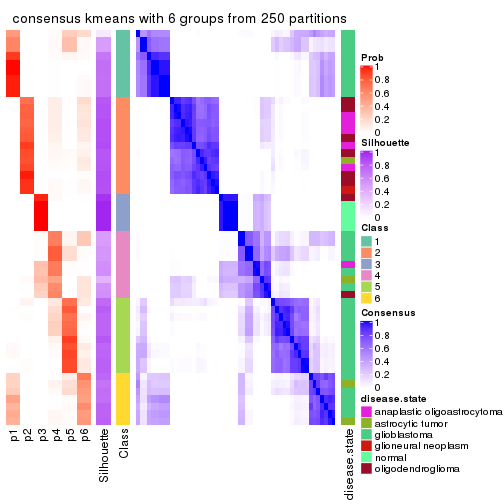 consensus kmeans with 6 groups from 250 partitions
Prob
1
0.8
0.6
0.4
0.2
0
Silhouette
1
0.8
0.6
0.4
0.2
0
Class
1
2
3
4
5
6
Consensus
1
0.8
0.6
0.4
0.2
0
disease.state
anaplastic oligoastrocytoma
astrocytic tumor
glioblastoma
glioneural neoplasm
normal
oligodendroglioma
p1
p2
p3
p4
p5
p6
Silhouette
Class
disease.state